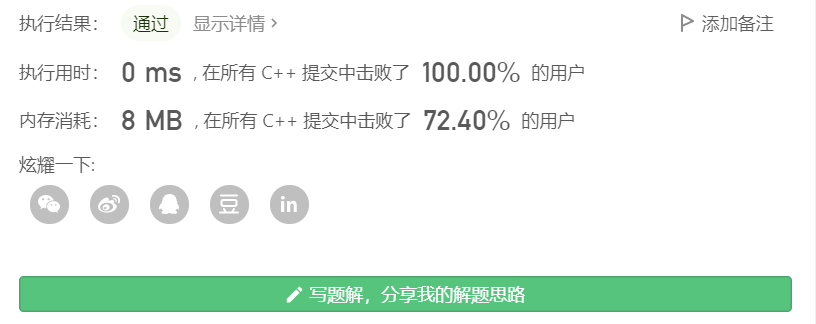 执行结果： 通过 显示详情 › 添加备注
执行用时： 0 ms , 在所有 C++ 提交中击败了 100.00% 的用户
内存消耗： 8 MB , 在所有 C++ 提交中击败了 72.40% 的用户
炫耀一下:
豆 in
写题解，分享我的解题思路